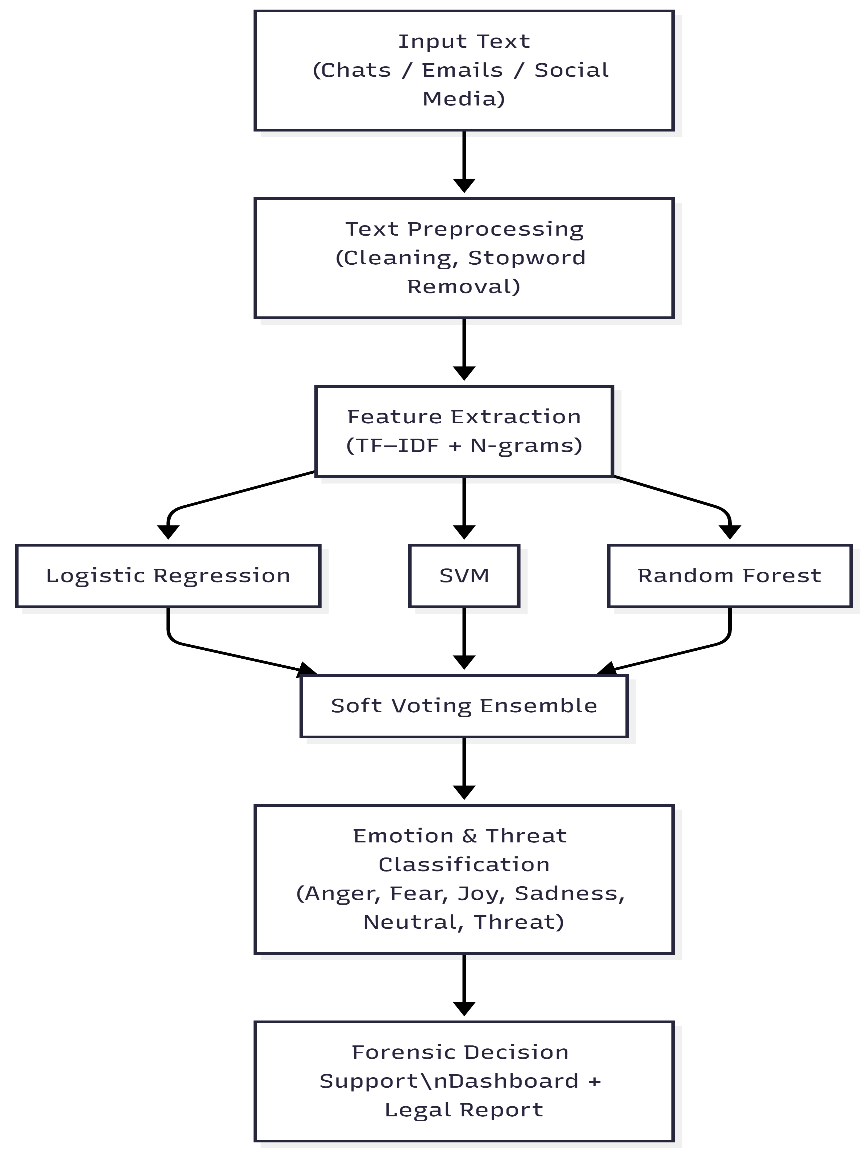 Input Text
(Chats / Emails / Social
Media)
Text Preprocessing
(Cleaning, Stopword
Removal)
Feature Extraction
(TF–IDF + N-grams)
Logistic Regression
SVM
Random Forest
Soft Voting Ensemble
Emotion & Threat
Classification
(Anger, Fear, Joy, Sadness,
Neutral, Threat)
Forensic Decision
Support\nDashboard +
Legal Report